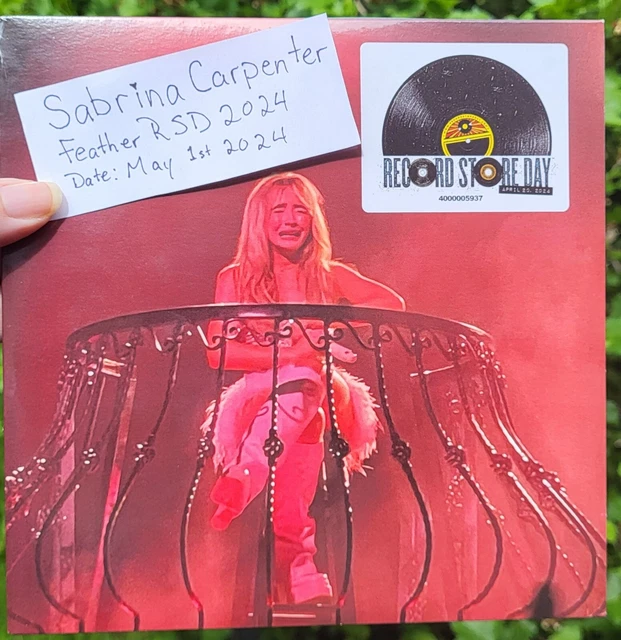 Sabrina Carpenter
Feather RSD 2024
Date: May 1st 2024
RECORD STORE DAY
APRIL 20, 2024
4000005937